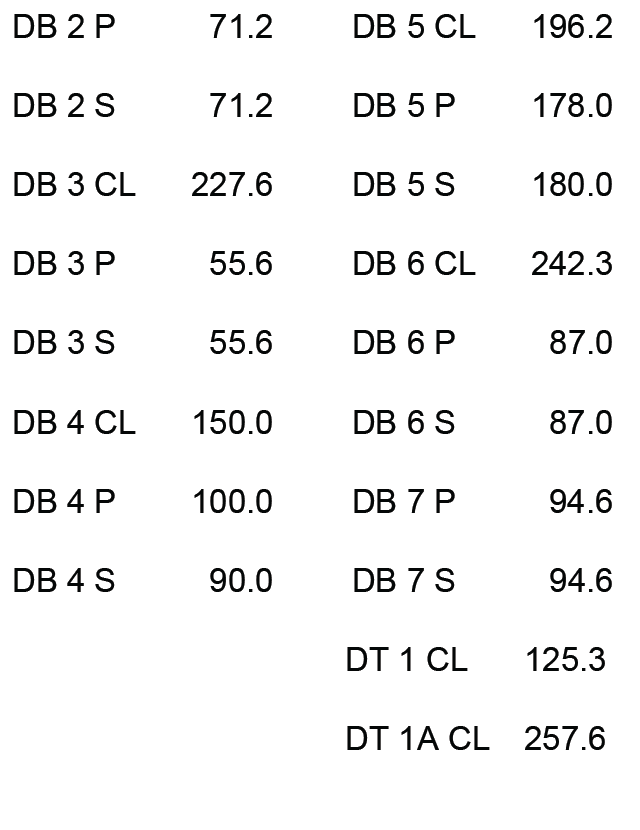 DB 2 P 71.2 DB 5 CL 196.2
DB 2 S 71.2 DB 5 P 178.0
DB 3 CL 227.6 DB 5 S 180.0
DB 3 P 55.6 DB 6 CL 242.3
DB 3 S 55.6 DB 6 P 87.0
DB 4 CL 150.0 DB 6 S 87.0
DB 4 P 100.0 DB 7 P 94.6
DB 4 S 90.0 DB 7 S 94.6
DT 1 CL 125.3
DT 1A CL 257.6